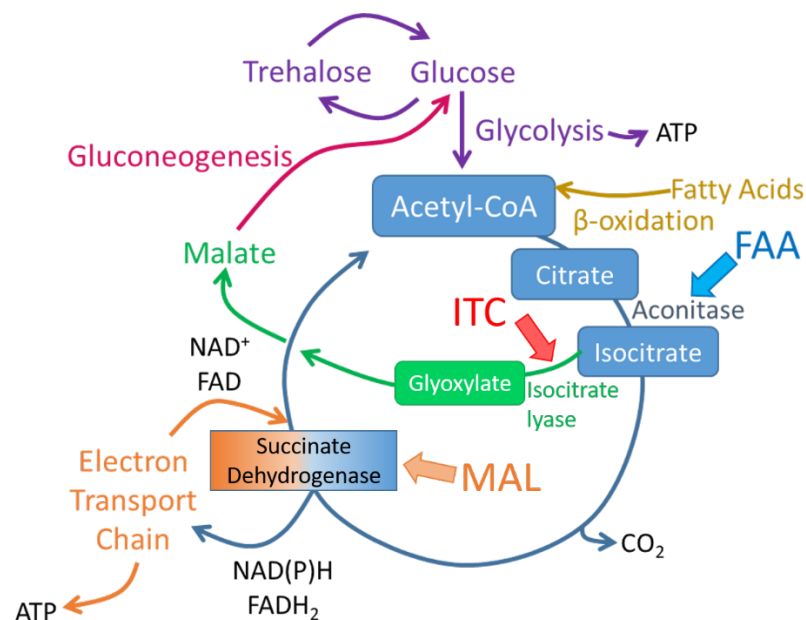 Trehalose
Glucose
Glycolysis
ATP
Gluconeogenesis
Acetyl-CoA
Fatty Acids
β-oxidation
Malate
FAA
Citrate
ITC
Aconitase
NAD⁺
FAD
Isocitrate
Glyoxylate
Isocitrate
lyase
Electron
Transport
Chain
Succinate
Dehydrogenase
MAL
CO₂
NAD(P)H
FADH₂
ATP